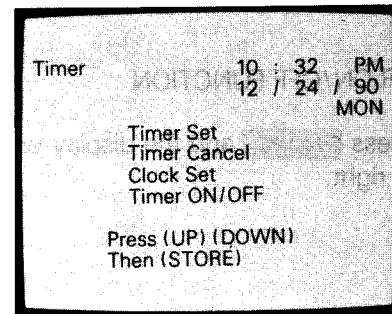 Timer 10 : 32 PM
12 / 24 / 90
MON
Timer Set
Timer Cancel
Clock Set
Timer ON/OFF
Press (UP) (DOWN)
Then (STORE)